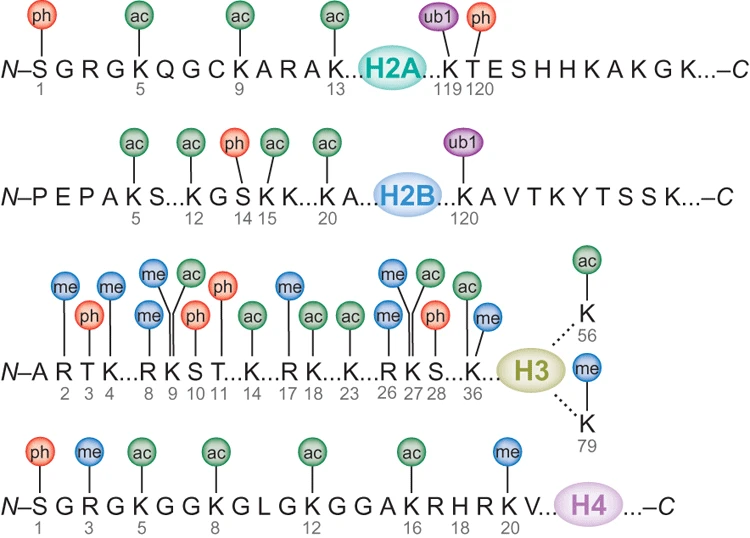 ph ac ac ac ub1 ph
N–S G R G K Q G C K A R A K... H2A ...K T E S H H K A K G K...–C
1 5 9 13 119 120
ac ac ph ac ac ub1
N–P E P A K S...K G S K K...K A... H2B ...K A V T K Y T S S K...–C
5 12 14 15 20 120
me ac me ac ac
me me me ph me ac
ph me ph ac ac ac me ph me K
56
N–A R T K...R K S T...K...R K...K...R K S...K... H3 me
2 3 4 8 9 10 11 14 17 18 23 26 27 28 36 K
79
ph me ac ac ac ac me
N–S G R G K G G K G L G K G G A K R H R K V... H4 ...–C
1 3 5 8 12 16 18 20